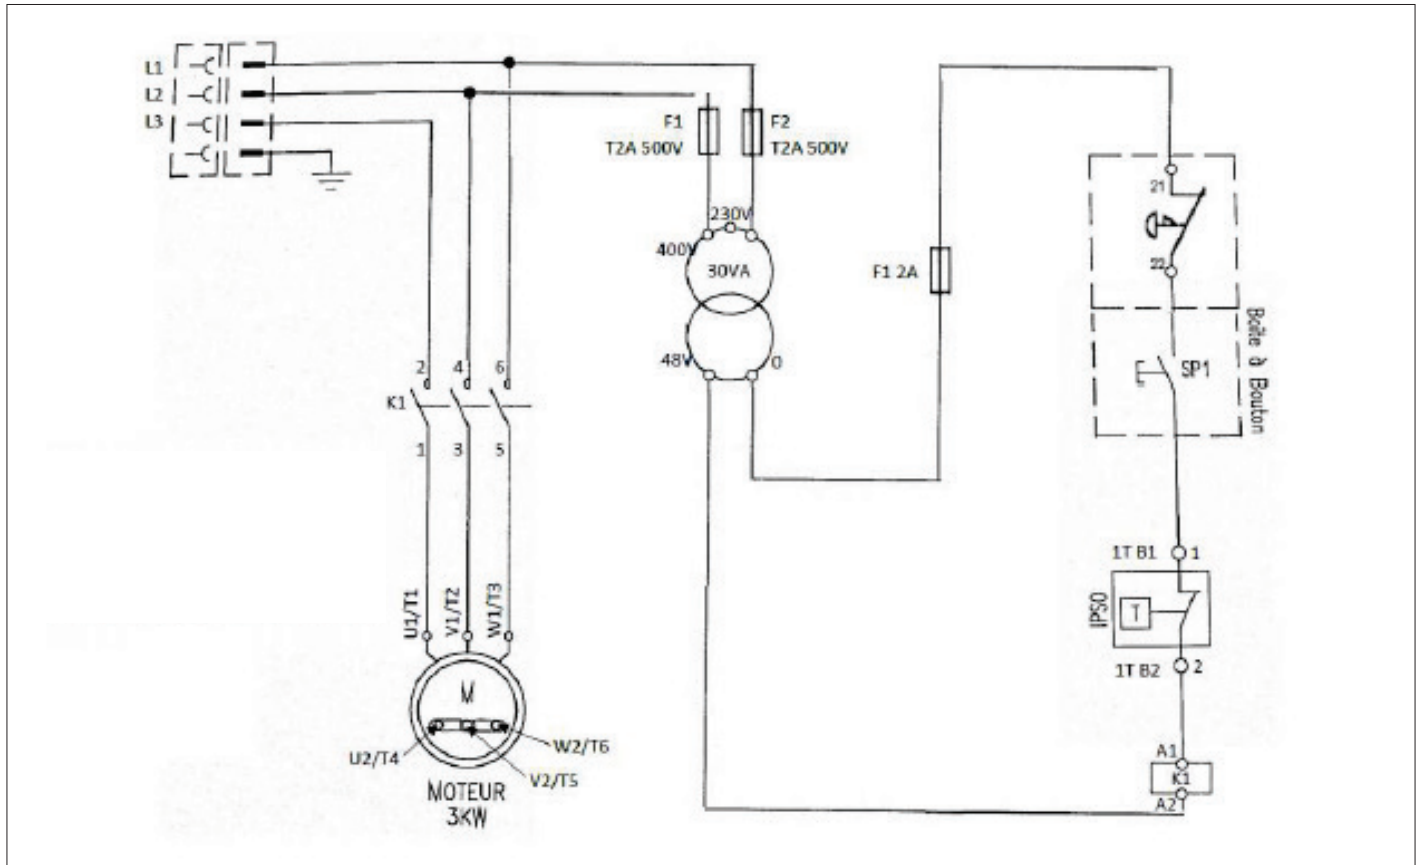 L1
L2
L3
F1
T2A 500V
F2
T2A 500V
230V
400V
30VA
48V
0
F1 2A
21
22
SP1
Boîte à Bouton
2
4
6
K1
1
3
5
U1/T1
V1/T2
W1/T3
M
U2/T4
W2/T6
V2/T5
MOTEUR
3KW
1T B1
1
IPSO
T
1T B2
2
A1
K1
A2